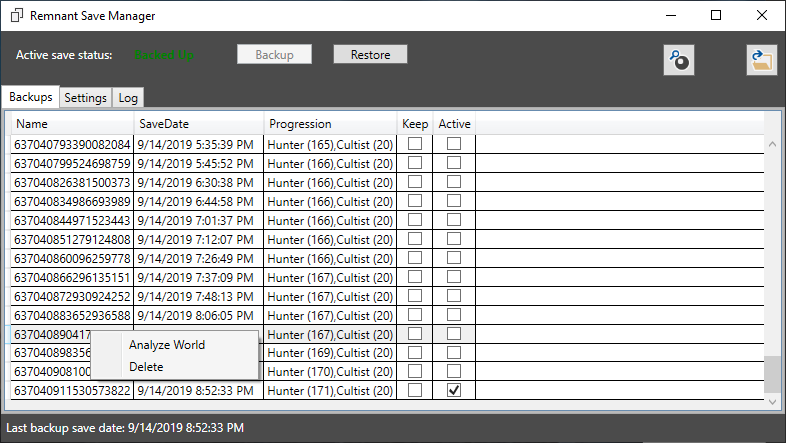 Remnant Save Manager
Active save status: Backed Up Backup Restore
Backups Settings Log
Name SaveDate Progression Keep Active
637040793390082084 9/14/2019 5:35:39 PM Hunter (165),Cultist (20)
637040799524698759 9/14/2019 5:45:52 PM Hunter (166),Cultist (20)
637040826381500373 9/14/2019 6:30:38 PM Hunter (166),Cultist (20)
637040834986693989 9/14/2019 6:44:58 PM Hunter (166),Cultist (20)
637040844971523443 9/14/2019 7:01:37 PM Hunter (166),Cultist (20)
637040851279124808 9/14/2019 7:12:07 PM Hunter (166),Cultist (20)
637040860096259778 9/14/2019 7:26:49 PM Hunter (166),Cultist (20)
637040866296135151 9/14/2019 7:37:09 PM Hunter (167),Cultist (20)
637040872930924252 9/14/2019 7:48:13 PM Hunter (167),Cultist (20)
637040883652936588 9/14/2019 8:06:05 PM Hunter (167),Cultist (20)
637040890417 Hunter (167),Cultist (20)
637040898356 Hunter (169),Cultist (20)
637040908100 Hunter (170),Cultist (20)
637040911530573822 9/14/2019 8:52:33 PM Hunter (171),Cultist (20)
Analyze World
Delete
Last backup save date: 9/14/2019 8:52:33 PM